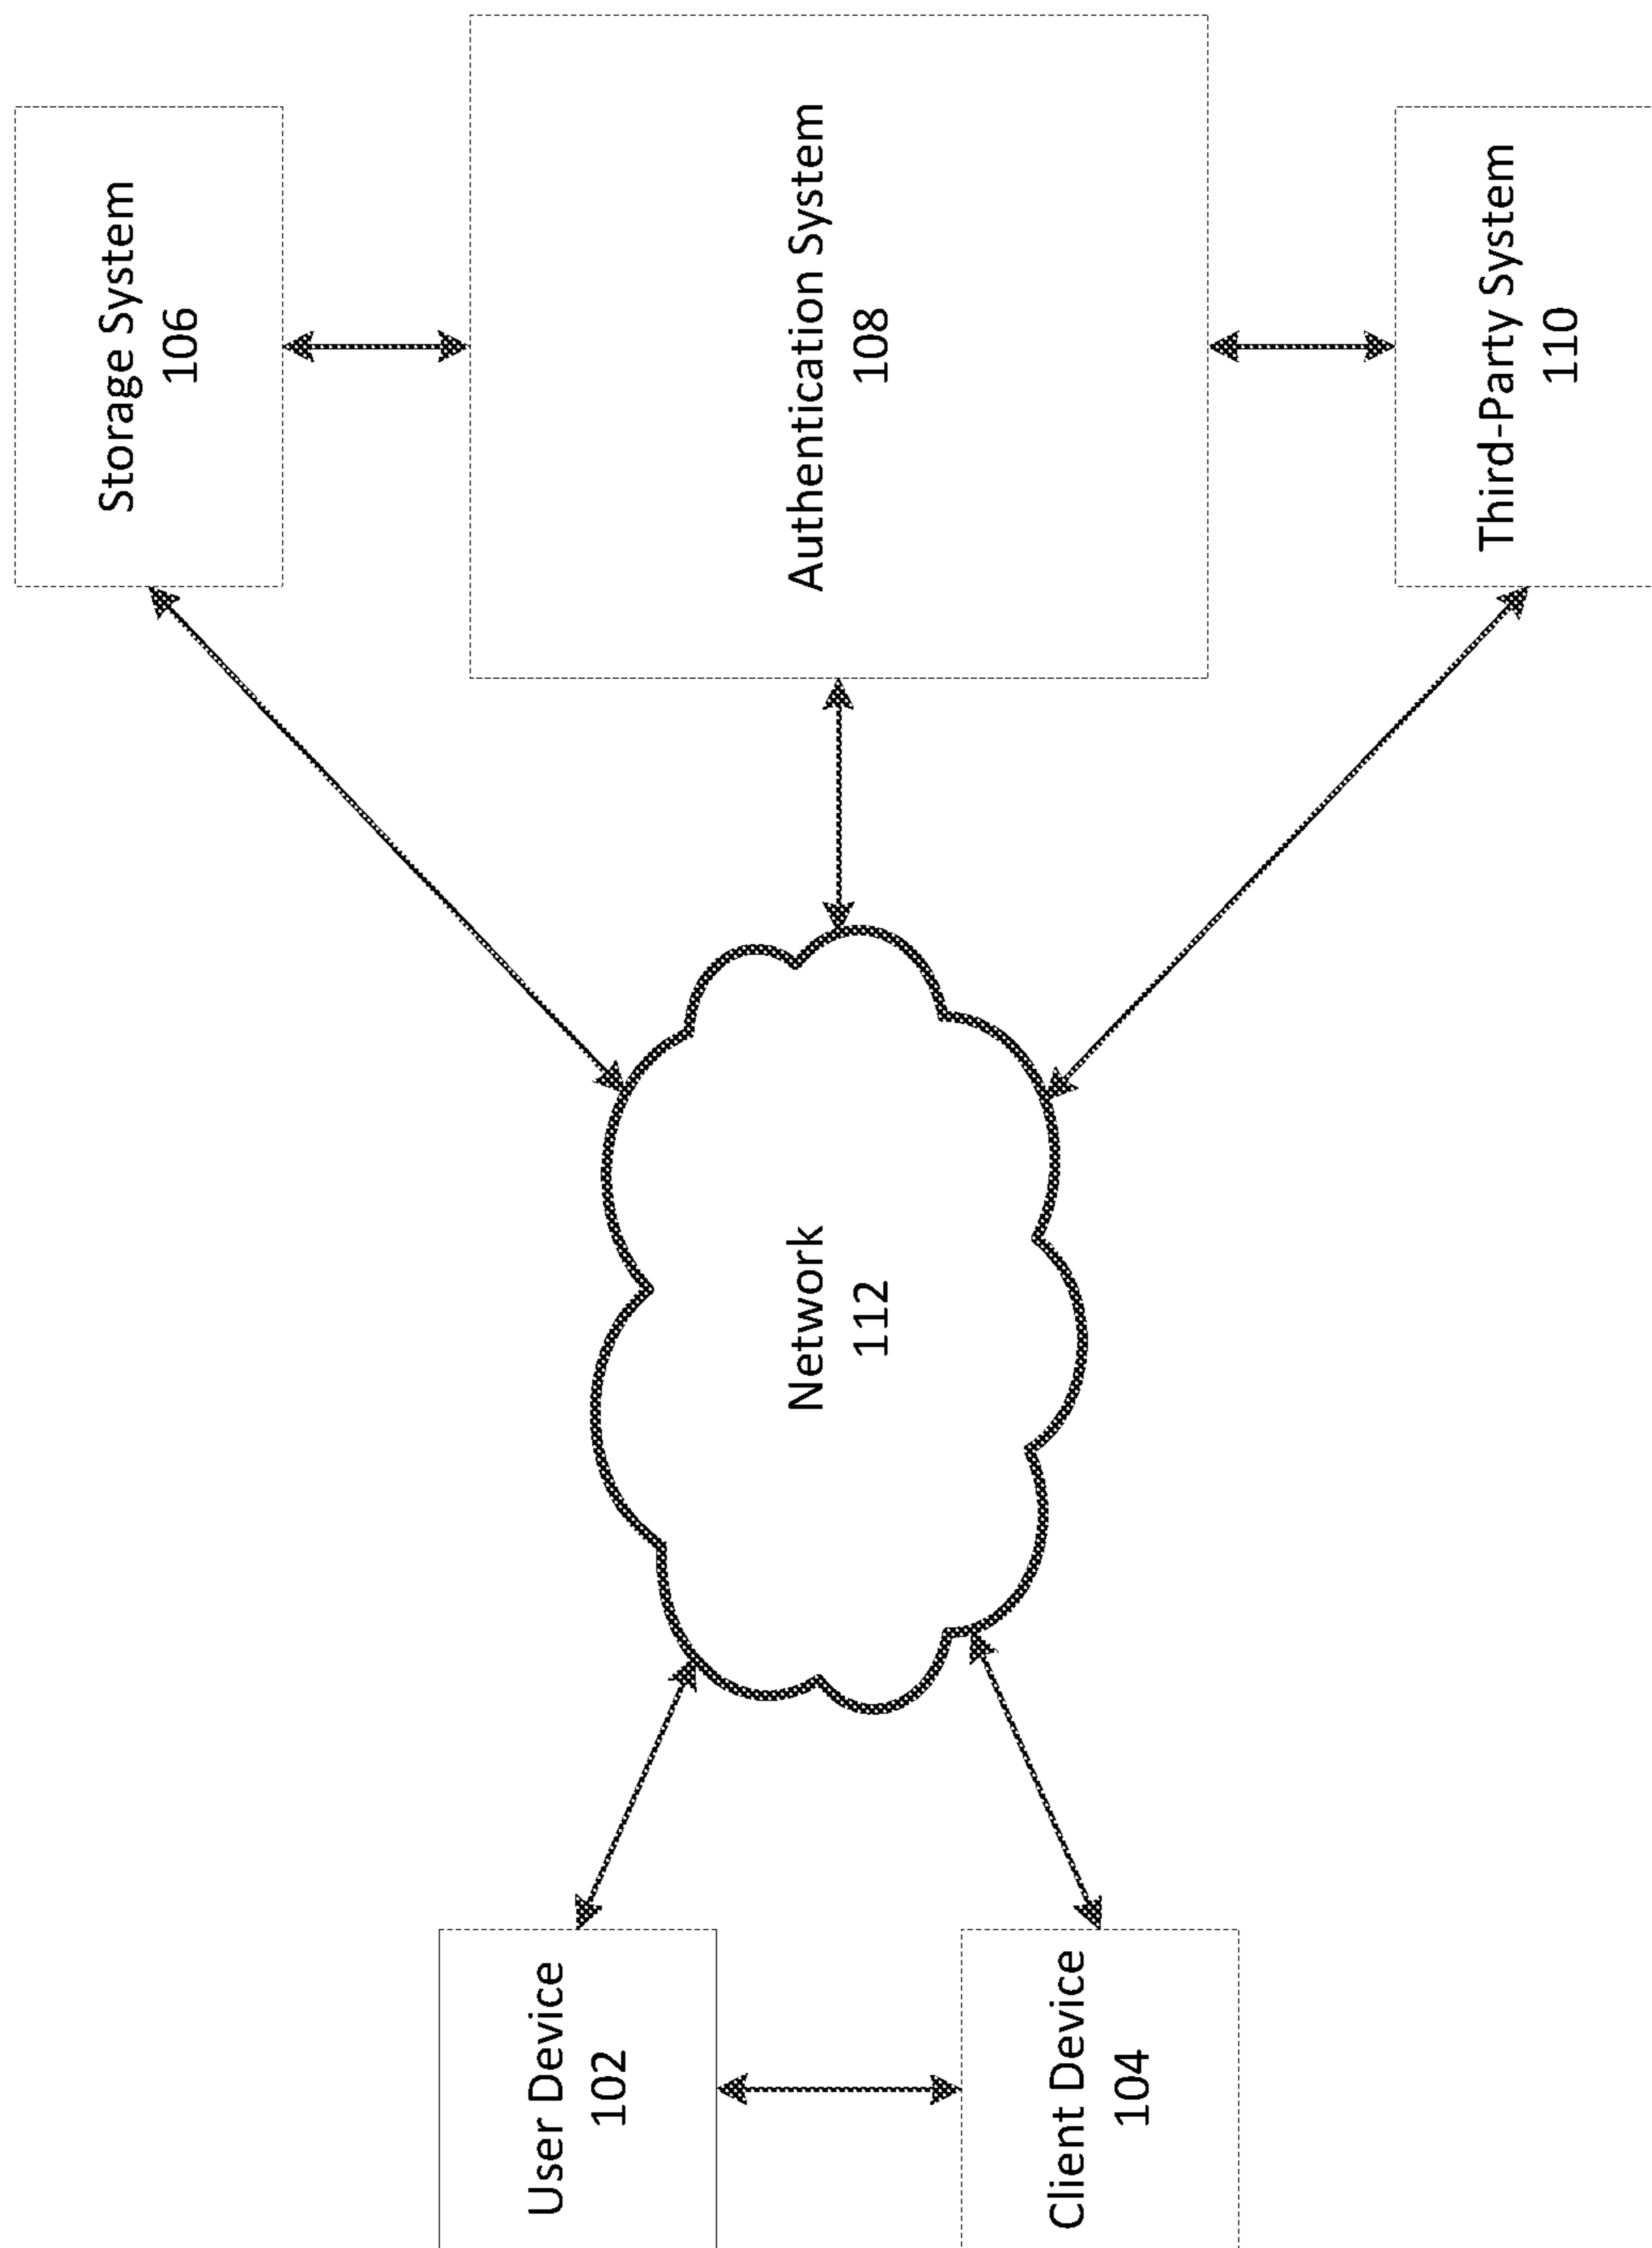 User Device
102
Client Device
104
Network
112
Storage System
106
Authentication System
108
Third-Party System
110